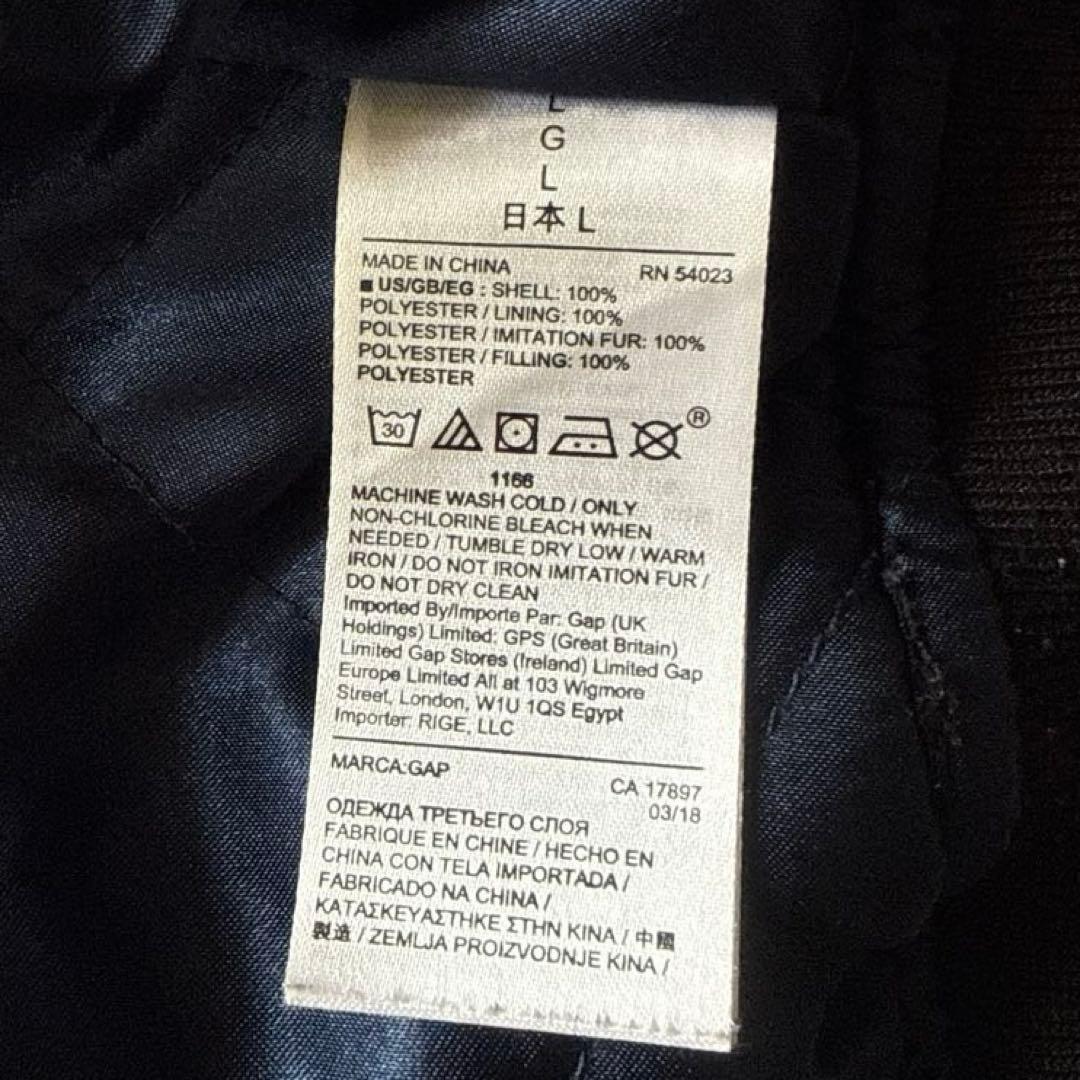 L
G
L
日本 L
MADE IN CHINA RN 54023
■ US/GB/EG : SHELL: 100%
POLYESTER / LINING: 100%
POLYESTER / IMITATION FUR: 100%
POLYESTER / FILLING: 100%
POLYESTER
30 ®
1166
MACHINE WASH COLD / ONLY
NON-CHLORINE BLEACH WHEN
NEEDED / TUMBLE DRY LOW / WARM
IRON / DO NOT IRON IMITATION FUR /
DO NOT DRY CLEAN
Imported By/Importe Par: Gap (UK
Holdings) Limited: GPS (Great Britain)
Limited Gap Stores (Ireland) Limited Gap
Europe Limited All at 103 Wigmore
Street, London, W1U 1QS Egypt
Importer: RIGE, LLC
MARCA:GAP CA 17897
03/18
ОДЕЖДА ТРЕТЬЕГО СЛОЯ
FABRIQUE EN CHINE / HECHO EN
CHINA CON TELA IMPORTADA /
FABRICADO NA CHINA /
ΚΑΤΑΣΚΕΥΑΣΤΗΚΕ ΣΤΗΝ ΚΙΝΑ / 中國
製造 / ZEMLJA PROIZVODNJE KINA /